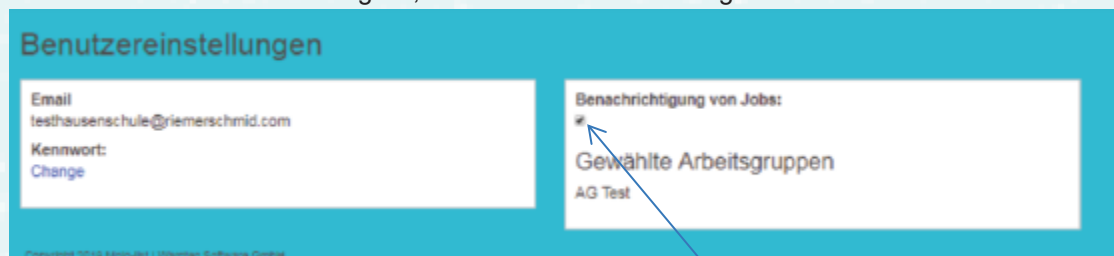 Benutzereinstellungen
Email
testhausenschule@riemerschmid.com
Kennwort:
Change
Benachrichtigung von Jobs:
Gewählte Arbeitsgruppen
AG Test